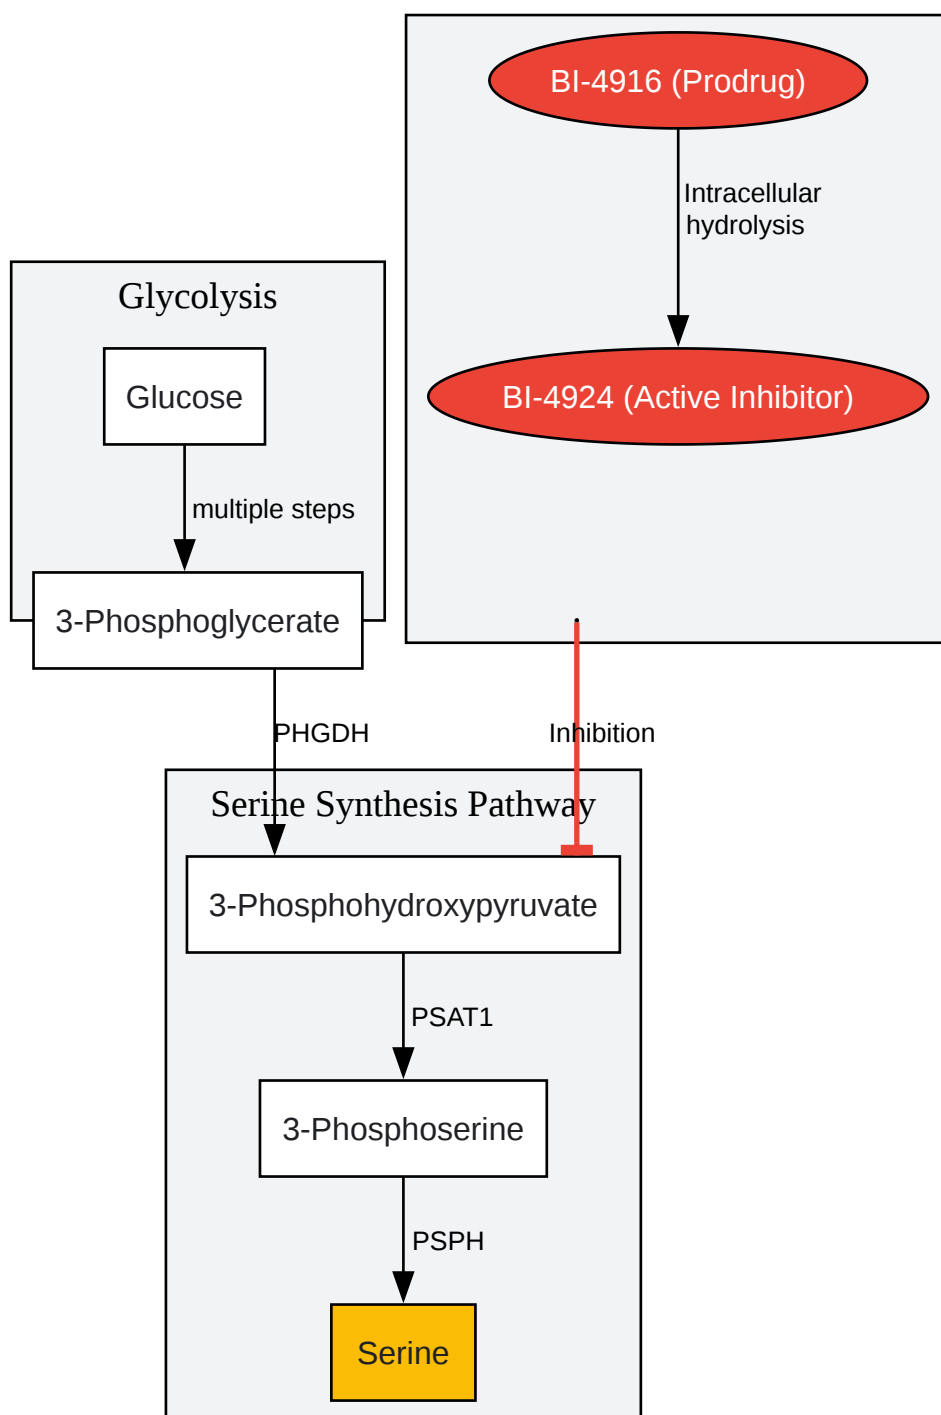 BI-4916 (Prodrug)
Intracellular
hydrolysis
BI-4924 (Active Inhibitor)
Glycolysis
Glucose
multiple steps
3-Phosphoglycerate
PHGDH
Inhibition
Serine Synthesis Pathway
3-Phosphohydroxypyruvate
PSAT1
3-Phosphoserine
PSPH
Serine